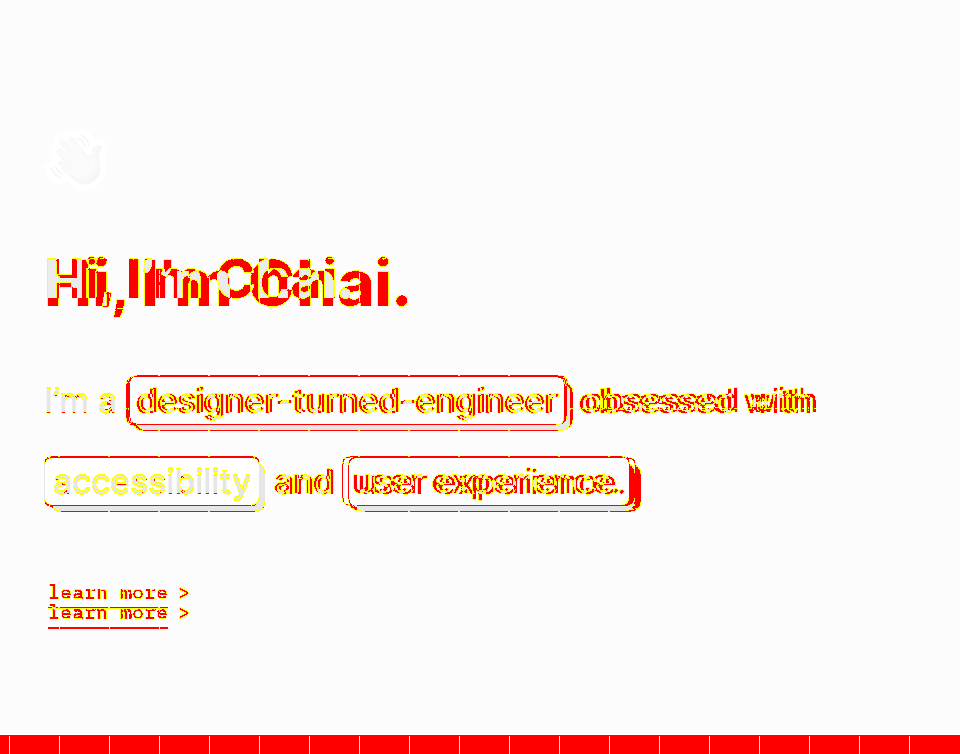 Hi, I'm Chai.
I'm a designer-turned-engineer obsessed with
accessibility and user experience.
learn more >
learn more >